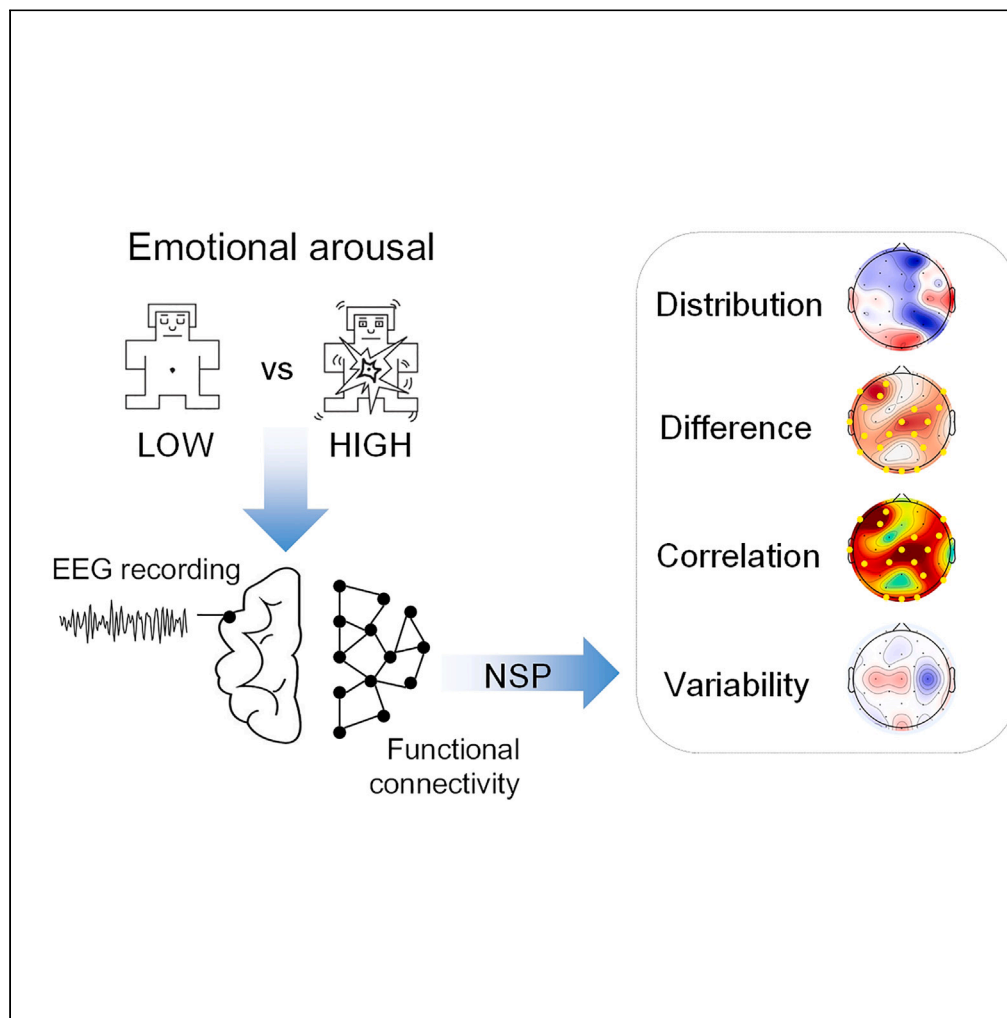 Emotional arousal
vs
LOW
HIGH
EEG recording
Functional
connectivity
NSP
Distribution
Difference
Correlation
Variability